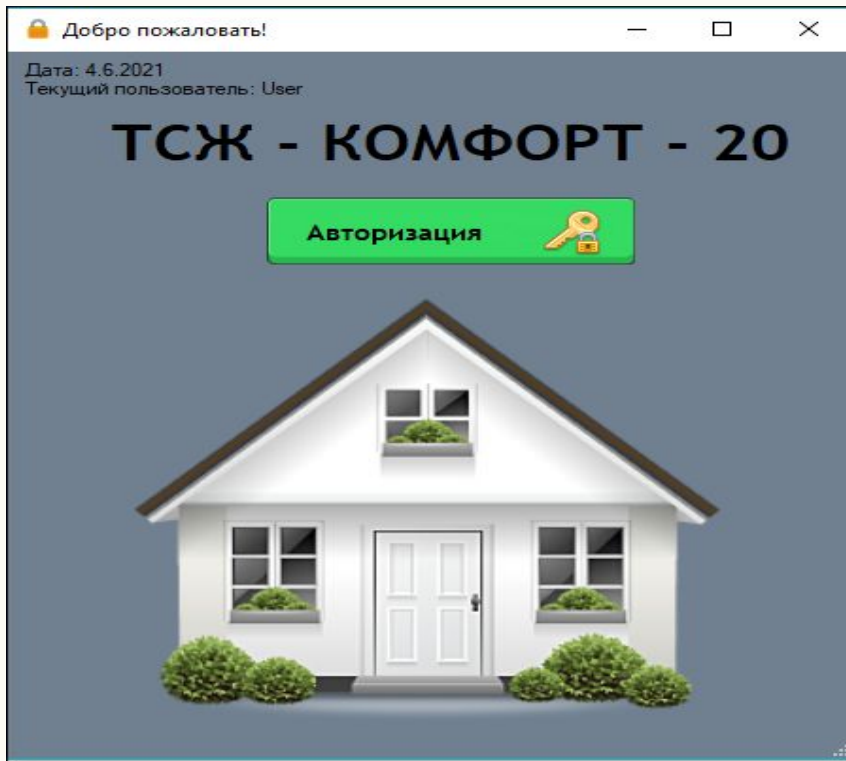 Добро пожаловать!
Дата: 4.6.2021
Текущий пользователь: User
ТСЖ - КОМФОРТ - 20
Авторизация